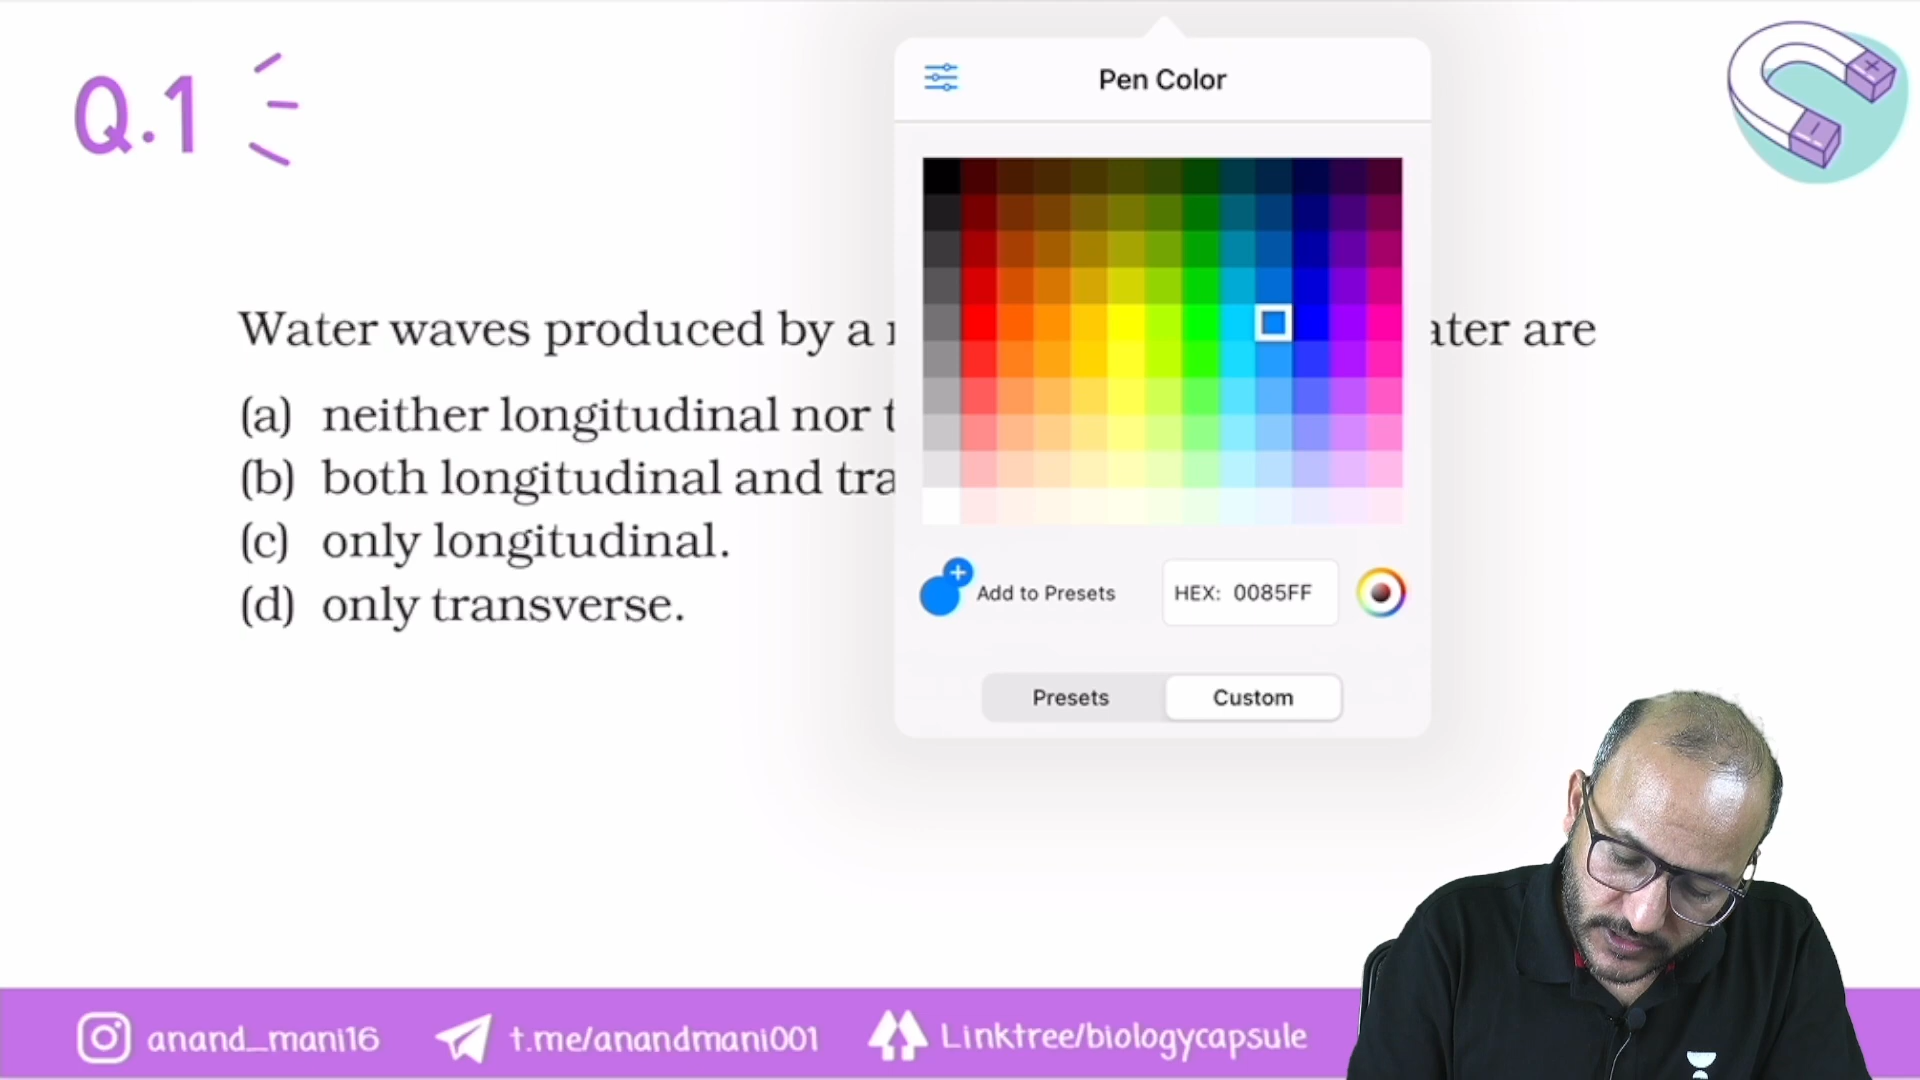 Q.1
Pen Color
Water waves produced by a
ater are
(a) neither longitudinal nor t
(b) both longitudinal and tra
(c) only longitudinal.
(d) only transverse.
Add to Presets
HEX: 0085FF
Presets
Custom
anand_mani16
t.me/anandmani001
Linktree/biologycapsule